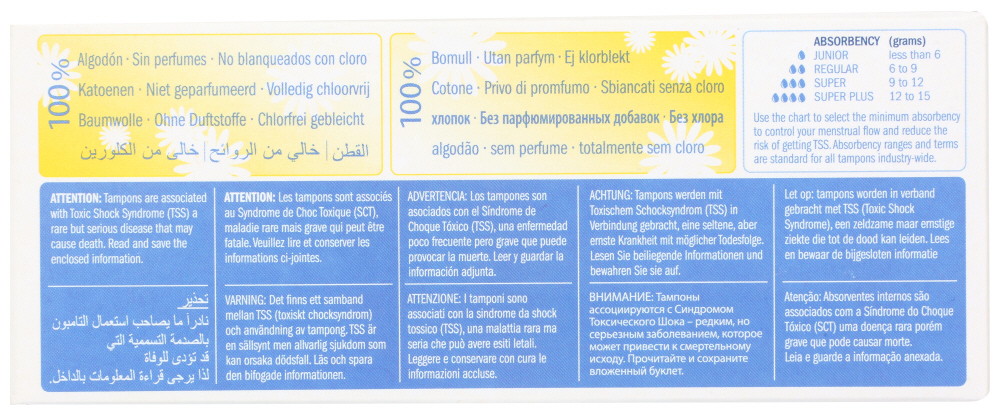 100%
Algodón · Sin perfumes · No blanqueados con cloro
Katoenen · Niet geparfumeerd · Volledig chloorvrij
Baumwolle · Ohne Duftstoffe · Chlorfrei gebleicht
القطن | خالي من الروائح | خالي من الكلورين
100%
Bomull · Utan parfym · Ej klorblekt
Cotone · Privo di promfumo · Sbiancati senza cloro
хлопок · Без парфюмированных добавок · Без хлора
algodão · sem perfume · totalmente sem cloro
ABSORBENCY (grams)
JUNIOR less than 6
REGULAR 6 to 9
SUPER 9 to 12
SUPER PLUS 12 to 15
Use the chart to select the minimum absorbency
to control your menstrual flow and reduce the
risk of getting TSS. Absorbency ranges and terms
are standard for all tampons industry-wide.
ATTENTION: Tampons are associated
with Toxic Shock Syndrome (TSS) a
rare but serious disease that may
cause death. Read and save the
enclosed information.
ATTENTION: Les tampons sont associés
au Syndrome de Choc Toxique (SCT),
maladie rare mais grave qui peut être
fatale. Veuillez lire et conserver les
informations ci-jointes.
ADVERTENCIA: Los tampones son
asociados con el Síndrome de
Choque Tóxico (TSS), una enfermedad
poco frecuente pero grave que puede
provocar la muerte. Leer y guardar la
información adjunta.
ACHTUNG: Tampons werden mit
Toxischem Schocksyndrom (TSS) in
Verbindung gebracht, eine seltene, aber
ernste Krankheit mit möglicher Todesfolge.
Lesen Sie beiliegende Informationen und
bewahren Sie sie auf.
Let op: tampons worden in verband
gebracht met TSS (Toxic Shock
Syndrome), een zeldzame maar ernstige
ziekte die tot de dood kan leiden. Lees
en bewaar de bijgesloten informatie
تحذير
نادراً ما يصاحب استعمال التامبون
بالصدمة التسممية التي
قد تؤدى للوفاة
لذا يرجى قراءة المعلومات بالداخل.
VARNING: Det finns ett samband
mellan TSS (toxiskt chocksyndrom)
och användning av tampong. TSS är
en sällsynt men allvarlig sjukdom som
kan orsaka dödsfall. Läs och spara
den bifogade informationen.
ATTENZIONE: I tamponi sono
associati con la sindrome da shock
tossico (TSS), una malattia rara ma
seria che può avere esiti letali.
Leggere e conservare con cura le
informazioni accluse.
ВНИМАНИЕ: Тампоны
ассоциируются с Синдромом
Токсического Шока – редким, но
серьезным заболеванием, которое
может привести к смертельному
исходу. Прочитайте и сохраните
вложенный буклет.
Atenção: Absorventes internos são
associados com a Síndrome do Choque
Tóxico (SCT) uma doença rara porém
grave que pode causar morte.
Leia e guarde a informação anexada.